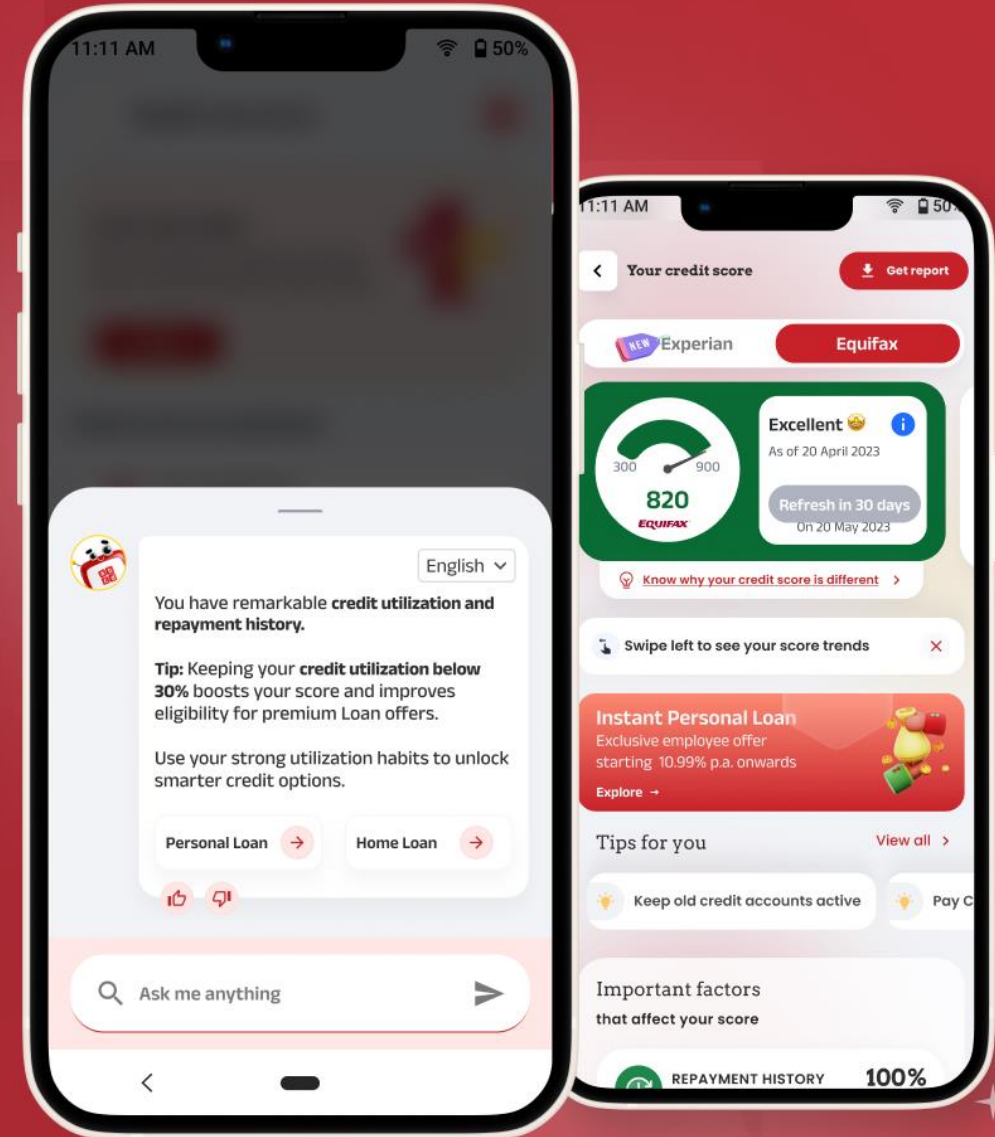 11:11 AM
50%
English
You have remarkable credit utilization and
repayment history.
Tip: Keeping your credit utilization below
30% boosts your score and improves
eligibility for premium Loan offers.
Use your strong utilization habits to unlock
smarter credit options.
Personal Loan
Home Loan
Ask me anything
11:11 AM
50%
Your credit score
Get report
NEW Experian
Equifax
300
900
820
EQUIFAX
Excellent
As of 20 April 2023
Refresh in 30 days
On 20 May 2023
Know why your credit score is different
Swipe left to see your score trends
Instant Personal Loan
Exclusive employee offer
starting 10.99% p.a. onwards
Explore →
Tips for you
View all
Keep old credit accounts active
Pay C
Important factors
that affect your score
REPAYMENT HISTORY
100%